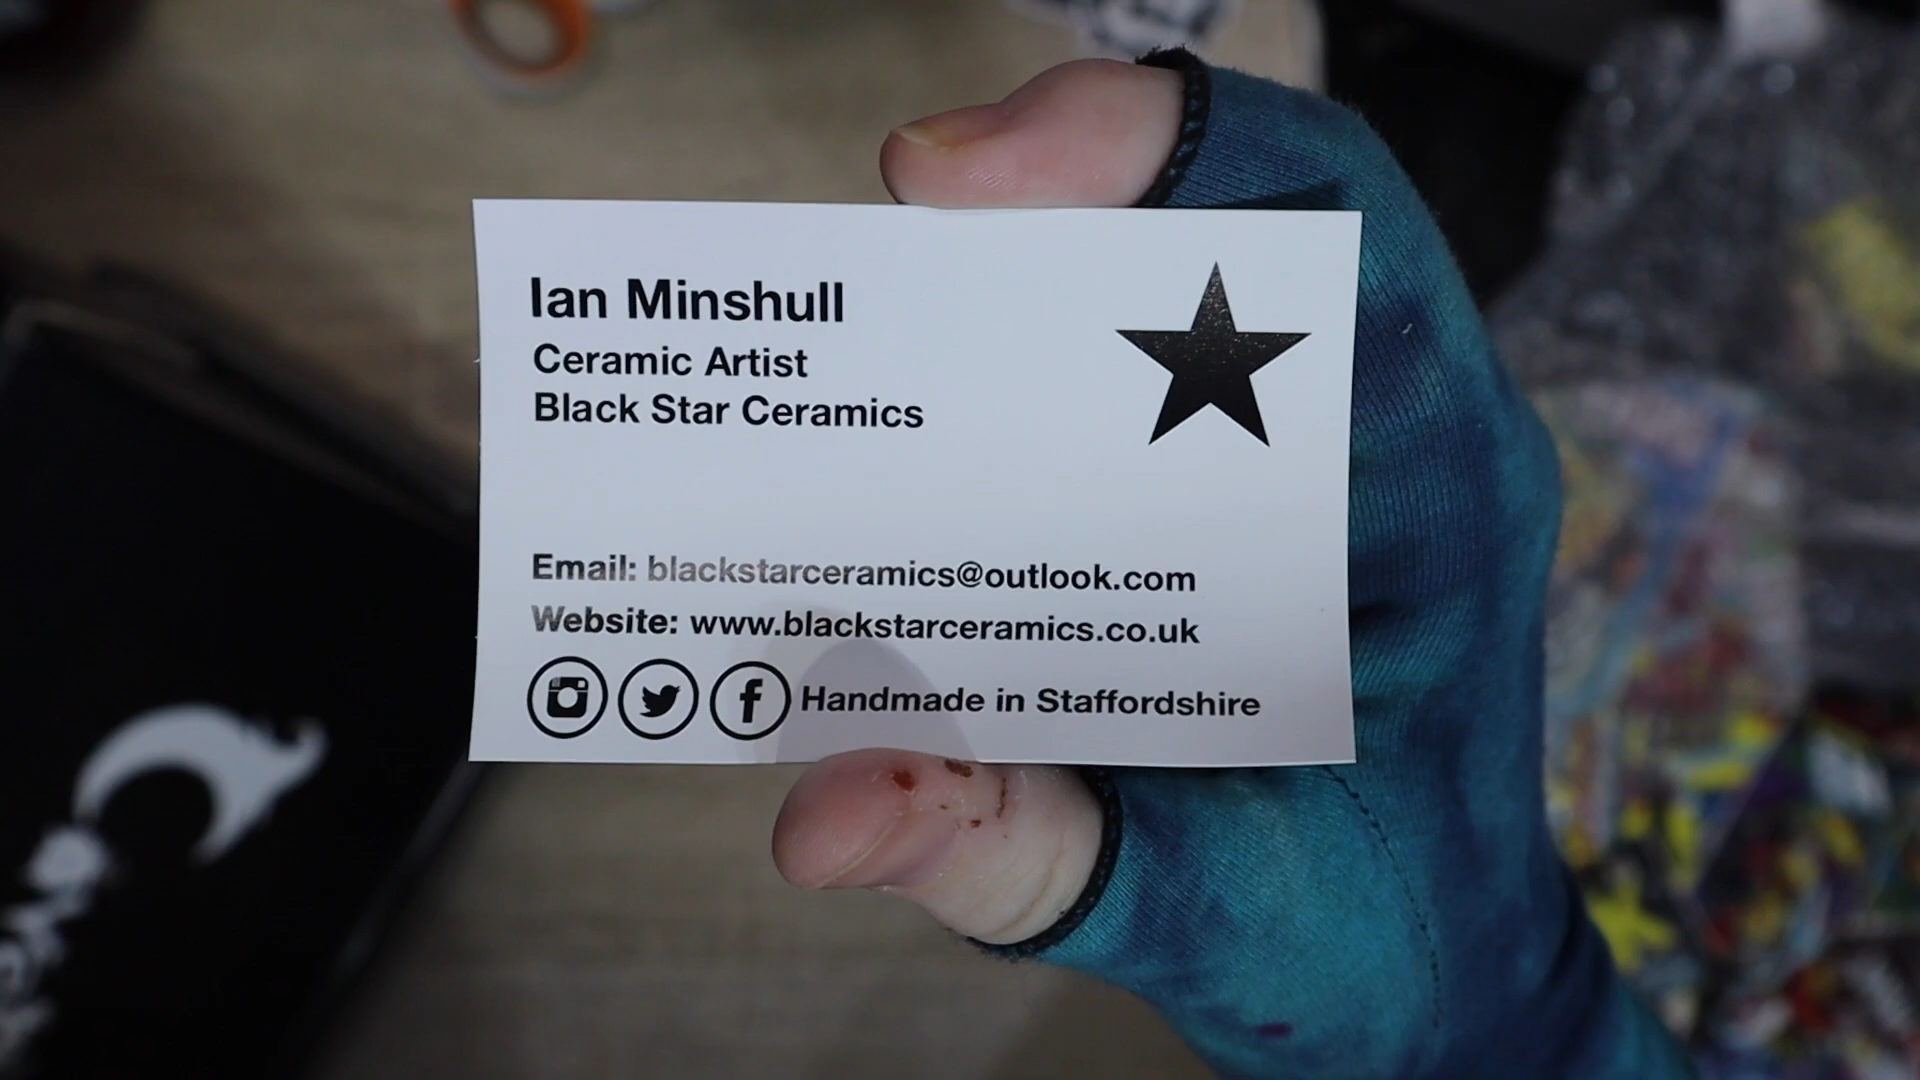 Ian Minshull
Ceramic Artist
Black Star Ceramics
Email: blackstarceramics@outlook.com
Website: www.blackstarceramics.co.uk
Handmade in Staffordshire